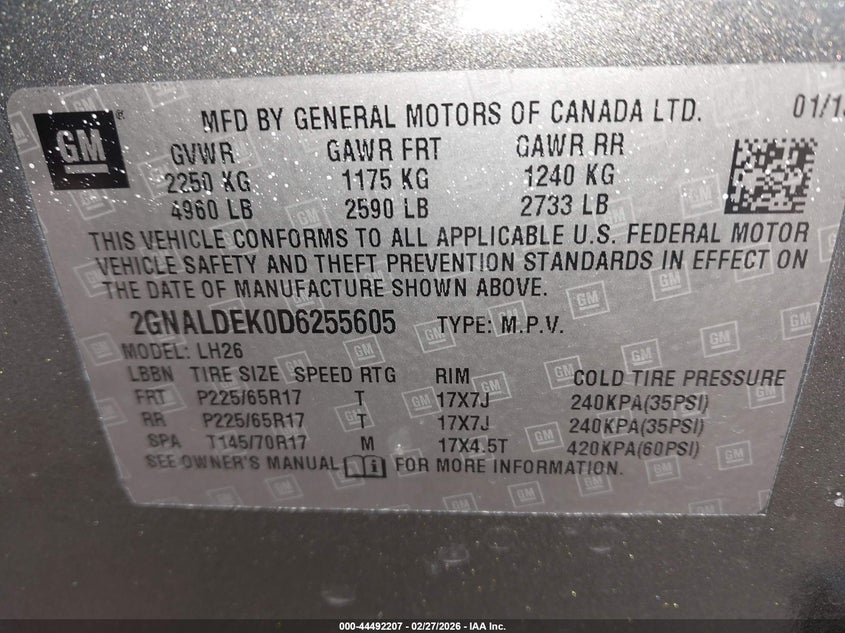 GM
MFD BY GENERAL MOTORS OF CANADA LTD. 01/13
GVWR GAWR FRT GAWR RR
2250 KG 1175 KG 1240 KG
4960 LB 2590 LB 2733 LB
THIS VEHICLE CONFORMS TO ALL APPLICABLE U.S. FEDERAL MOTOR
VEHICLE SAFETY AND THEFT PREVENTION STANDARDS IN EFFECT ON
THE DATE OF MANUFACTURE SHOWN ABOVE.
2GNALDEK0D6255605 TYPE: M.P.V.
MODEL: LH26
LBBN TIRE SIZE SPEED RTG RIM COLD TIRE PRESSURE
FRT P225/65R17 T 17X7J 240KPA(35PSI)
RR P225/65R17 T 17X7J 240KPA(35PSI)
SPA T145/70R17 M 17X4.5T 420KPA(60PSI)
SEE OWNER'S MANUAL FOR MORE INFORMATION.
000-44492207 - 02/27/2026 - IAA Inc.